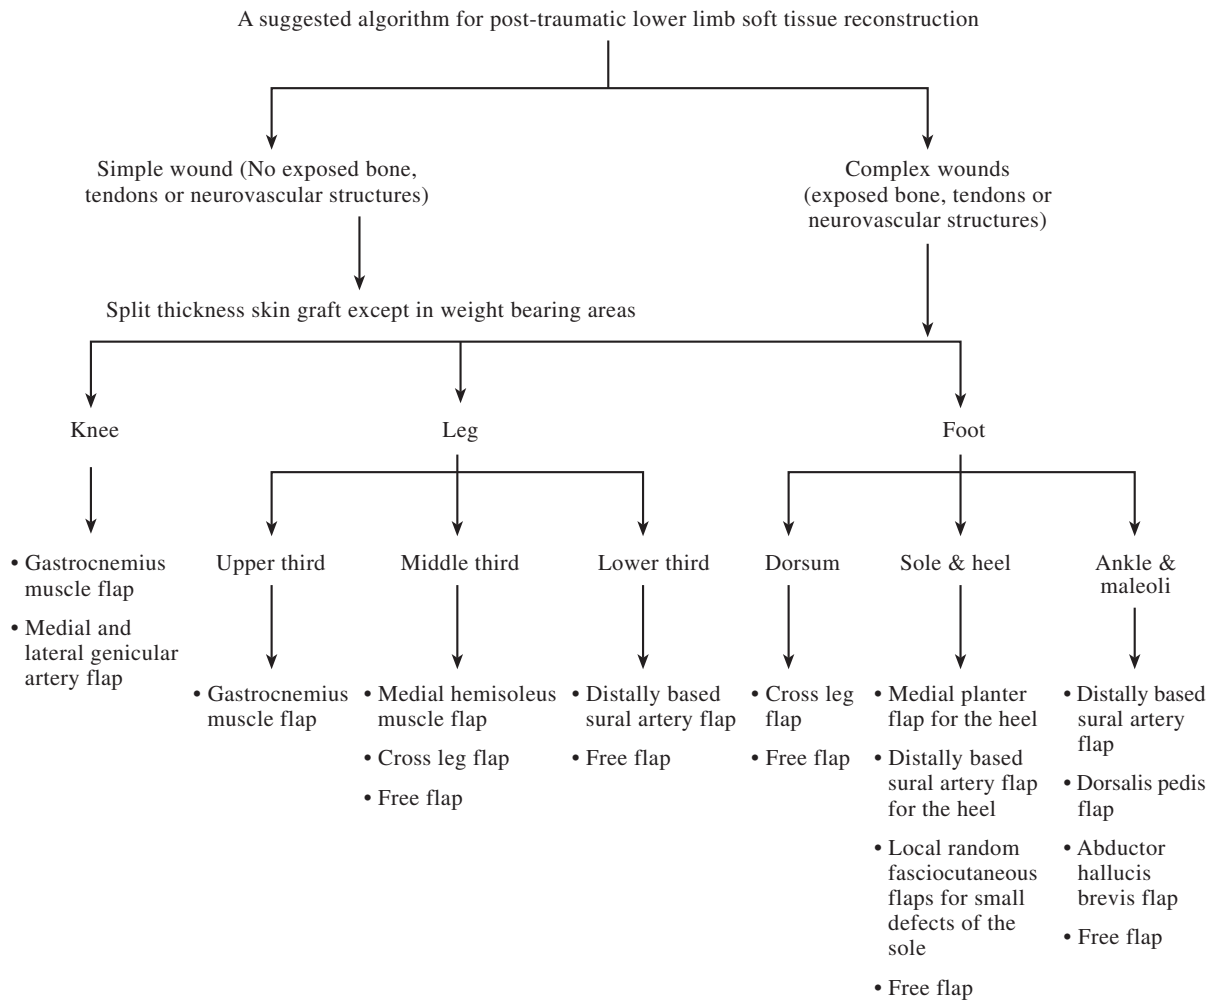 A suggested algorithm for post-traumatic lower limb soft tissue reconstruction
Simple wound (No exposed bone,
tendons or neurovascular structures)
Complex wounds
(exposed bone, tendons or
neurovascular structures)
Split thickness skin graft except in weight bearing areas
Knee
Leg
Foot
• Gastrocnemius
muscle flap
• Medial and
lateral genicular
artery flap
Upper third
Middle third
Lower third
Dorsum
Sole & heel
Ankle &
maleoli
• Gastrocnemius
muscle flap
• Medial hemisoleus
muscle flap
• Cross leg flap
• Free flap
• Distally based
sural artery flap
• Free flap
• Cross leg
flap
• Free flap
• Medial planter
flap for the heel
• Distally based
sural artery flap
for the heel
• Local random
fasciocutaneous
flaps for small
defects of the
sole
• Free flap
• Distally based
sural artery
flap
• Dorsalis pedis
flap
• Abductor
hallucis
brevis flap
• Free flap